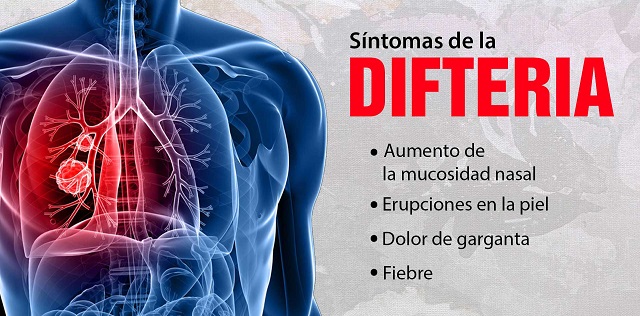 Síntomas de la
DIFTERIA
• Aumento de
la mucosidad nasal
• Erupciones en la piel
• Dolor de garganta
• Fiebre